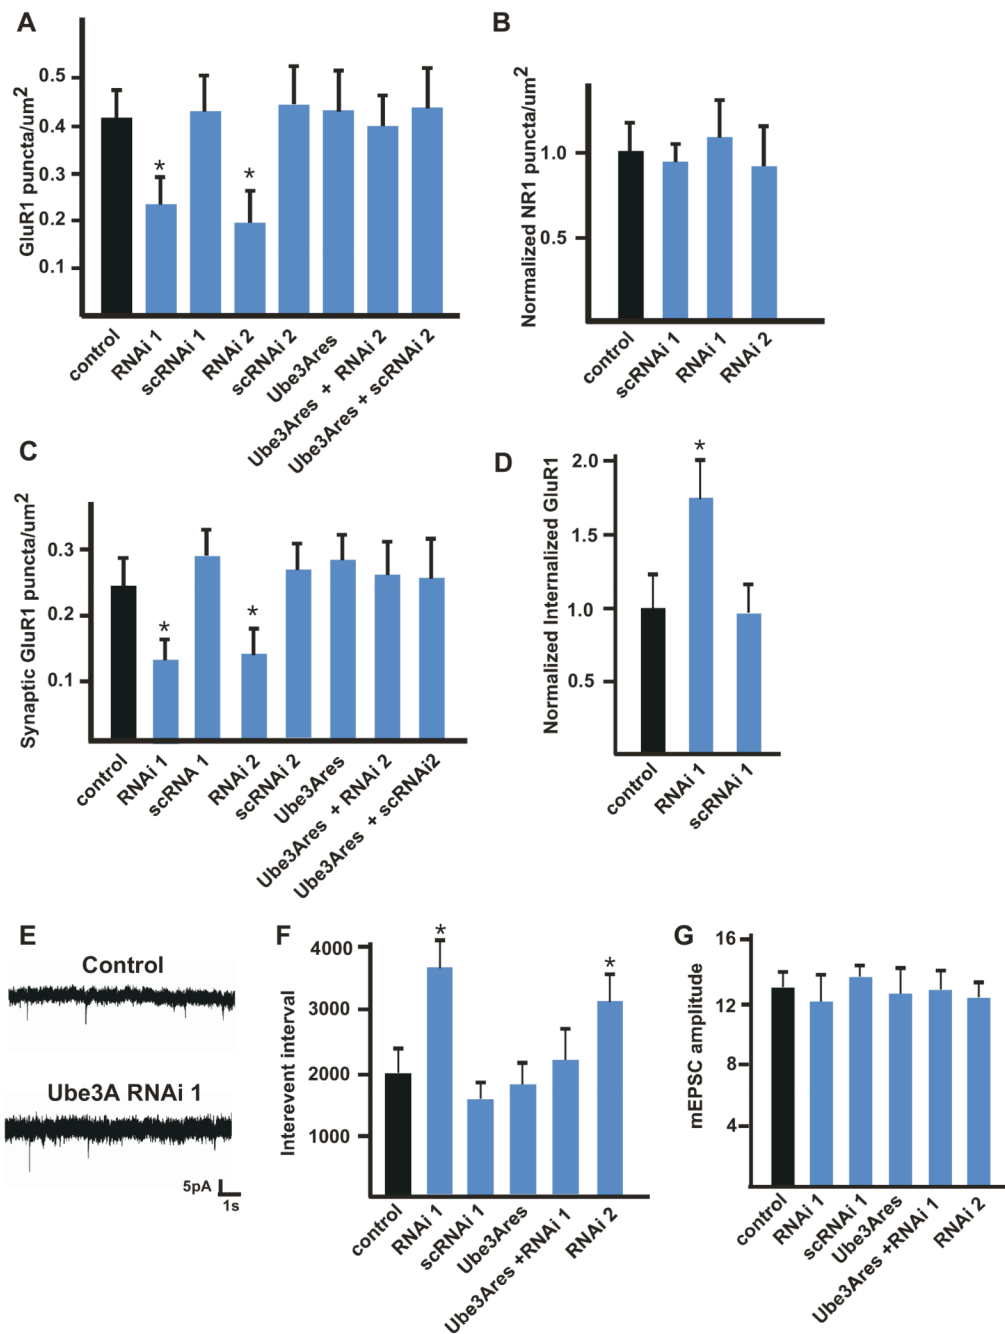 A
GluR1 puncta/um2
0.5
0.4
0.3
0.2
0.1
*
*
control
RNAi 1
scRNAi 1
RNAi 2
scRNAi 2
Ube3Ares
Ube3Ares + RNAi 2
Ube3Ares + scRNAi 2
B
Normalized NR1 puncta/um2
1.0
0.5
control
scRNAi 1
RNAi 1
RNAi 2
C
Synaptic GluR1 puncta/um2
0.3
0.2
0.1
*
*
control
RNAi 1
scRNA 1
RNAi 2
scRNAi 2
Ube3Ares
Ube3Ares + RNAi 2
Ube3Ares + scRNAi2
D
Normalized Internalized GluR1
2.0
1.5
1.0
0.5
*
control
RNAi 1
scRNAi 1
E
Control
Ube3A RNAi 1
5pA
1s
F
Interevent interval
4000
3000
2000
1000
*
*
control
RNAi 1
scRNAi 1
Ube3Ares
Ube3Ares +RNAi 1
RNAi 2
G
mEPSC amplitude
16
12
8
4
control
RNAi 1
scRNAi 1
Ube3Ares
Ube3Ares +RNAi 1
RNAi 2